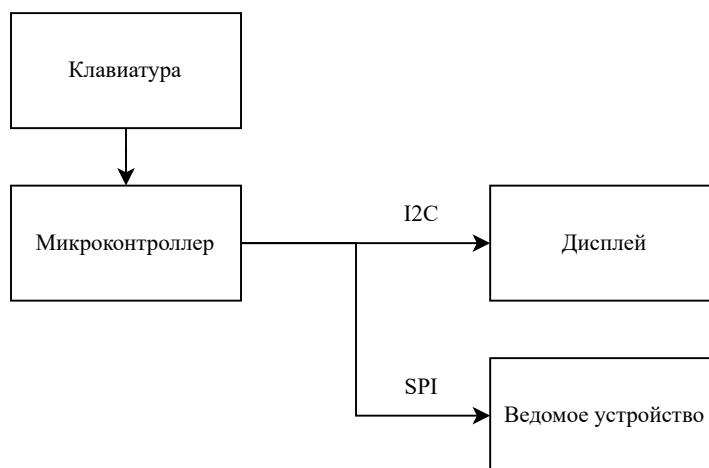 Клавиатура
Микроконтроллер
I2C
Дисплей
SPI
Ведомое устройство